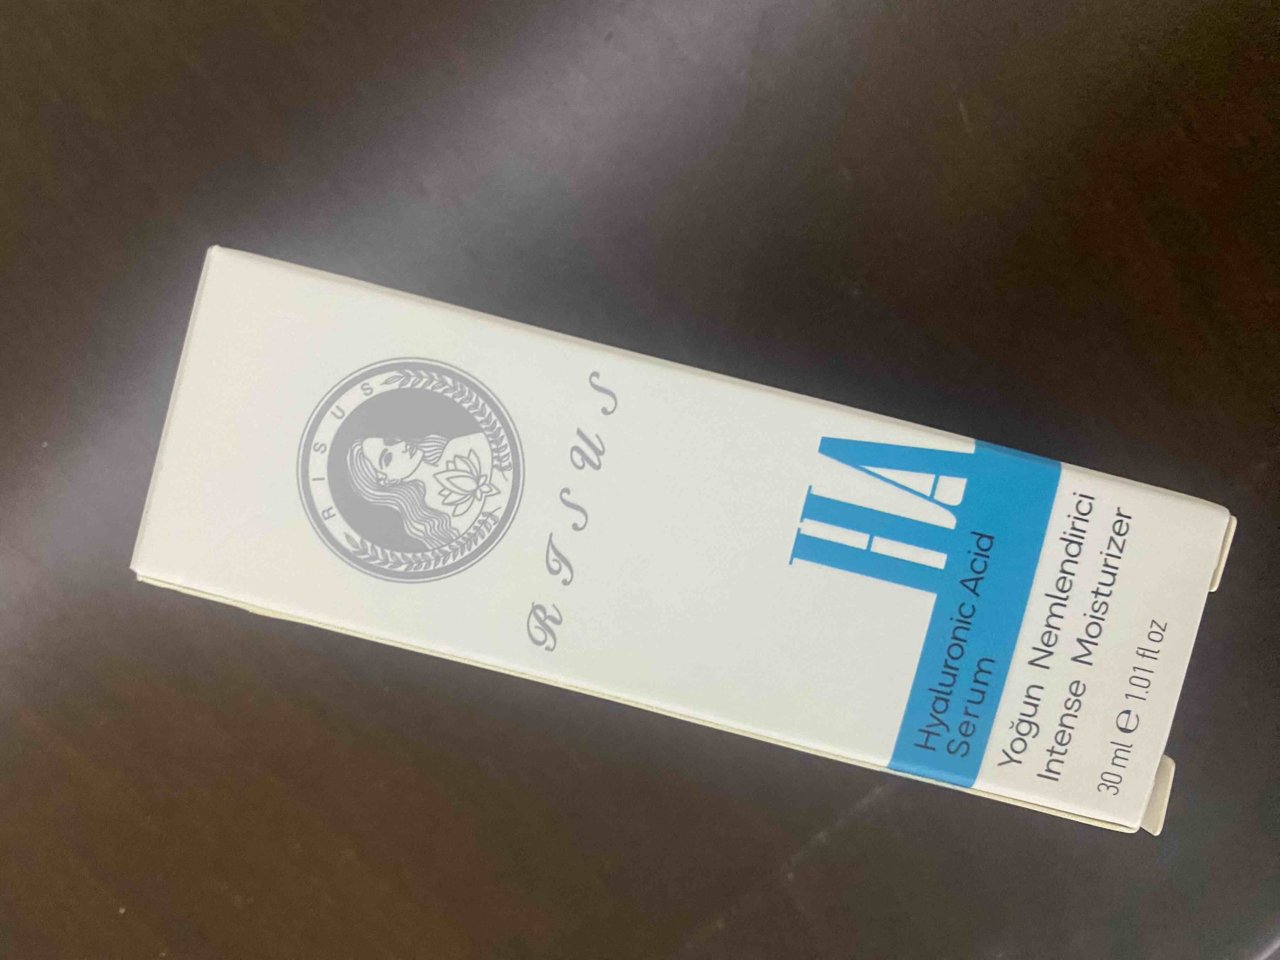 RISUS
RISUS
HA
Hyaluronic Acid
Serum
Yoğun Nemlendirici
Intense Moisturizer
30 ml e 1.01 fl oz